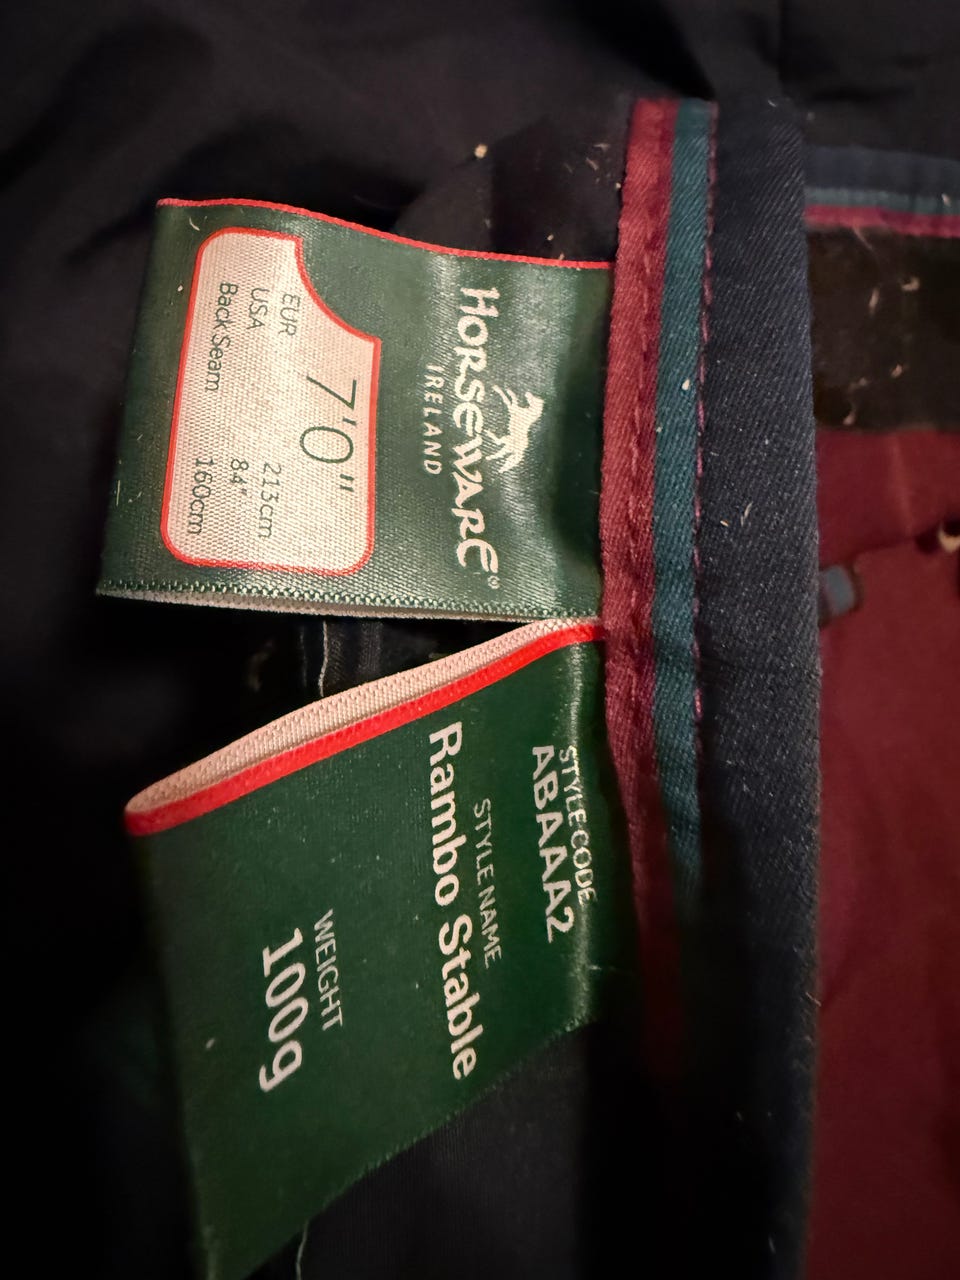 HORSEWARE®
IRELAND
7'0"
EUR 213cm
USA 84"
Back Seam 160cm
STYLE CODE
ABAAA2
STYLE NAME
Rambo Stable
WEIGHT
100g